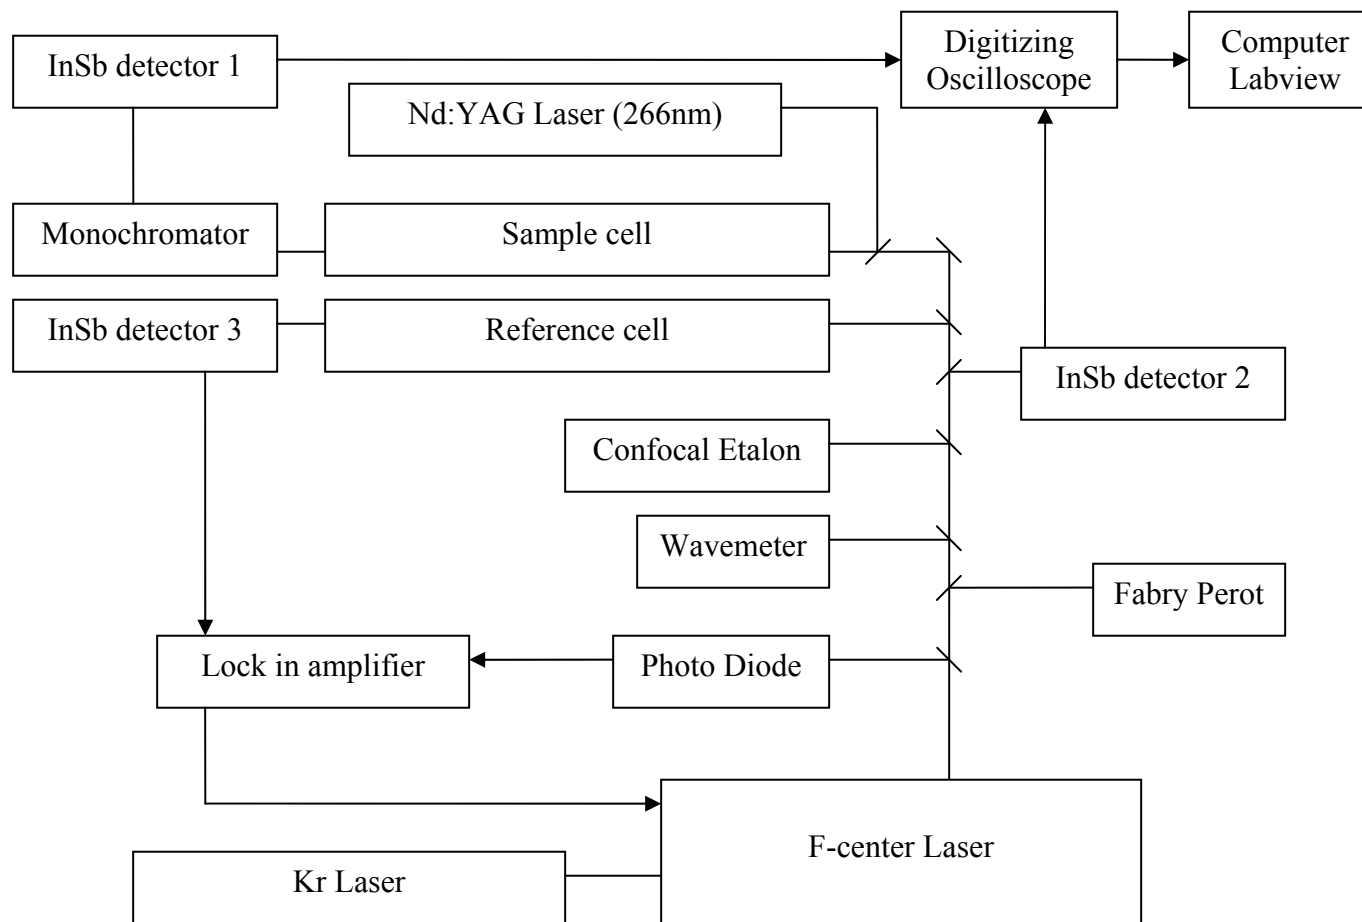 InSb detector 1
Digitizing
Oscilloscope
Computer
Labview
Nd:YAG Laser (266nm)
Monochromator
Sample cell
InSb detector 3
Reference cell
InSb detector 2
Confocal Etalon
Wavemeter
Fabry Perot
Lock in amplifier
Photo Diode
F-center Laser
Kr Laser